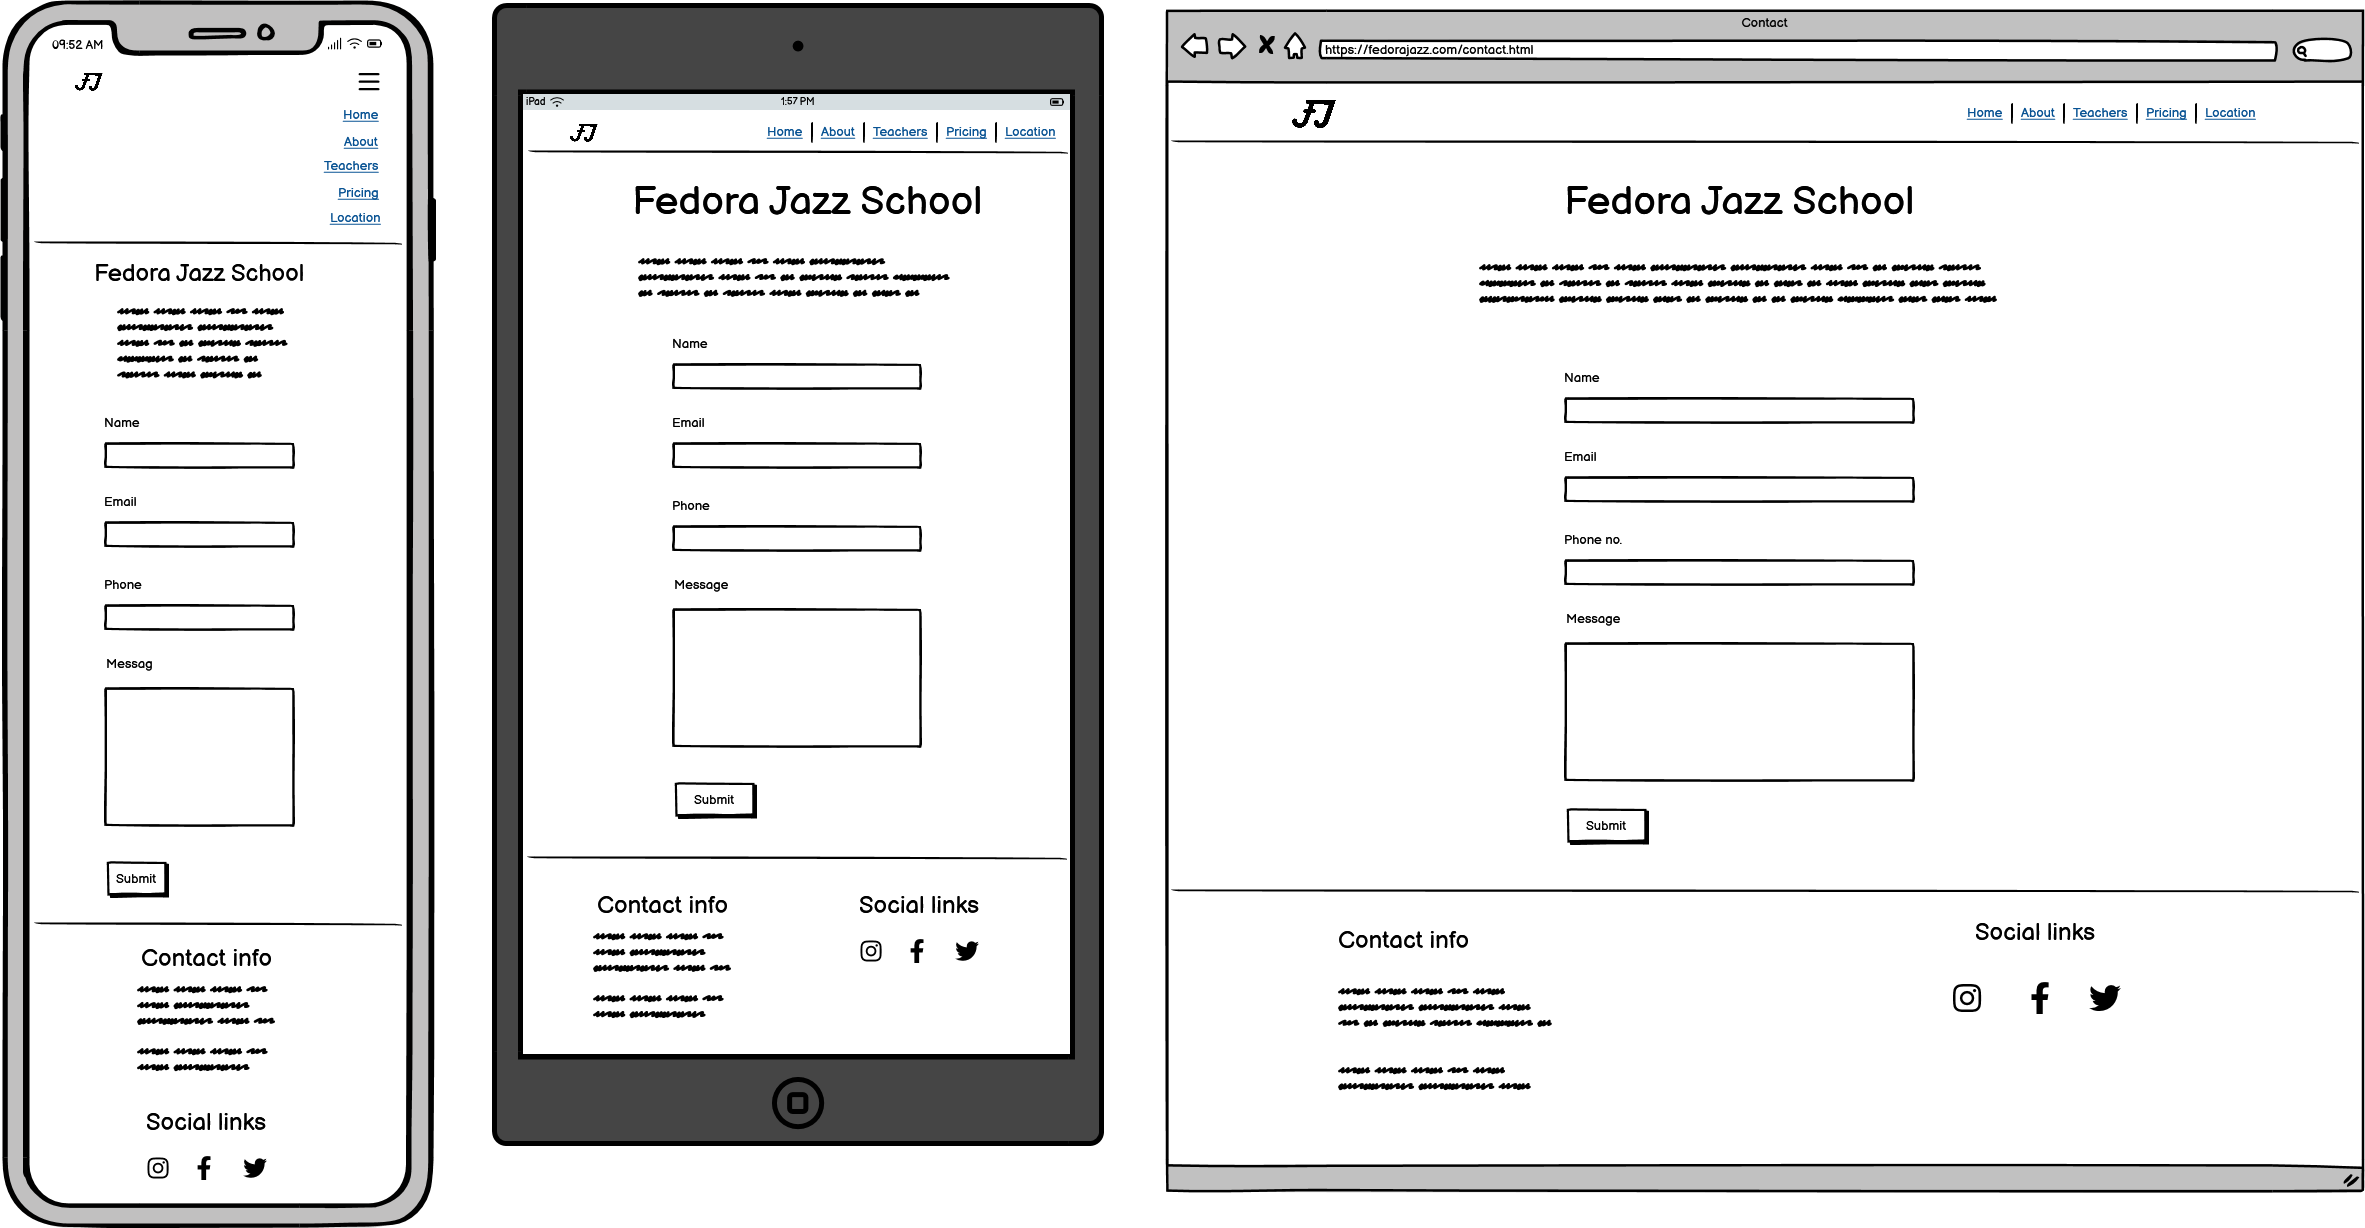 09:52 AM
FJ
Home
About
Teachers
Pricing
Location
Fedora Jazz School
Name
Email
Phone
Messag
Submit
Contact info
Social links
iPad
1:57 PM
FJ
Home About Teachers Pricing Location
Fedora Jazz School
Name
Email
Phone
Message
Submit
Contact info
Social links
Contact
https://fedorajazz.com/contact.html
FJ
Home About Teachers Pricing Location
Fedora Jazz School
Name
Email
Phone no.
Message
Submit
Contact info
Social links